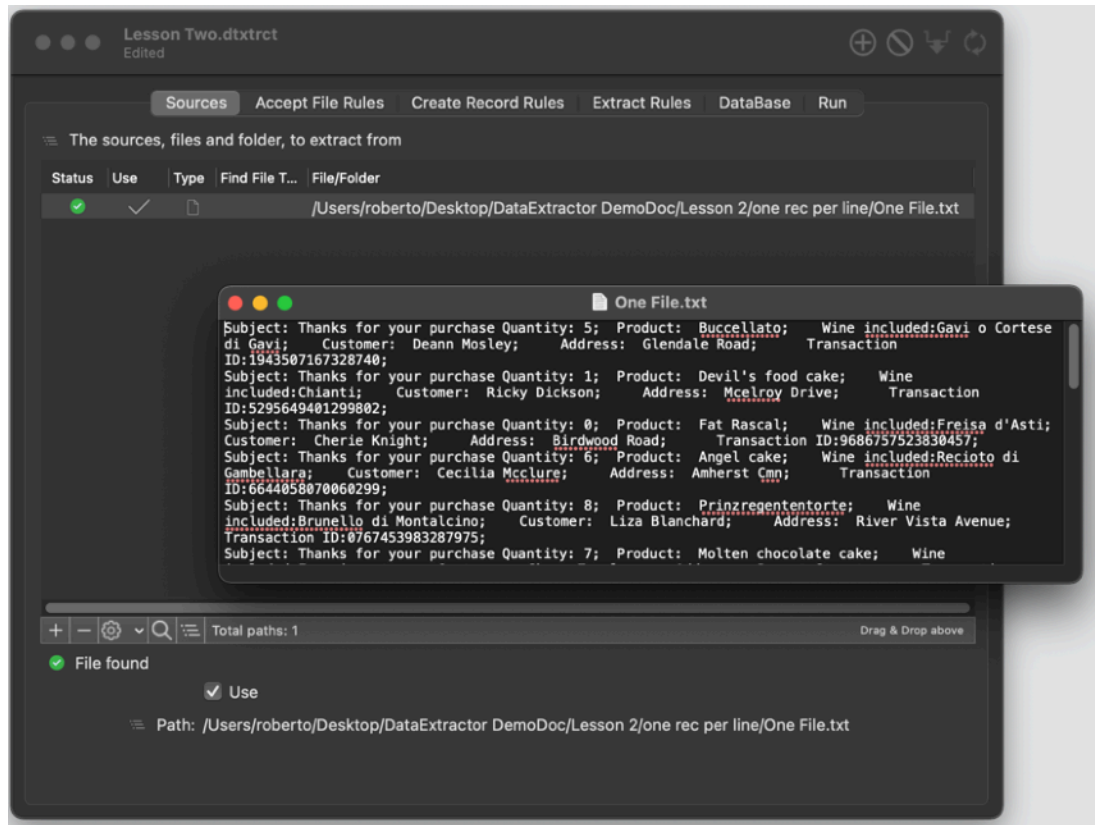 Lesson Two.dtxtrct
Edited
Sources Accept File Rules Create Record Rules Extract Rules DataBase Run
The sources, files and folder, to extract from
Status Use Type Find File T... File/Folder
/Users/roberto/Desktop/DataExtractor DemoDoc/Lesson 2/one rec per line/One File.txt
One File.txt
Subject: Thanks for your purchase Quantity: 5; Product: Buccellato; Wine included:Gavi o Cortese
di Gavi; Customer: Deann Mosley; Address: Glendale Road; Transaction
ID:1943507167328740;
Subject: Thanks for your purchase Quantity: 1; Product: Devil's food cake; Wine
included:Chianti; Customer: Ricky Dickson; Address: Mcelroy Drive; Transaction
ID:5295649401299802;
Subject: Thanks for your purchase Quantity: 0; Product: Fat Rascal; Wine included:Freisa d'Asti;
Customer: Cherie Knight; Address: Birdwood Road; Transaction ID:9686757523830457;
Subject: Thanks for your purchase Quantity: 6; Product: Angel cake; Wine included:Recioto di
Gambellara; Customer: Cecilia Mcclure; Address: Amherst Cmn; Transaction
ID:6644058070060299;
Subject: Thanks for your purchase Quantity: 8; Product: Prinzregententorte; Wine
included:Brunello di Montalcino; Customer: Liza Blanchard; Address: River Vista Avenue;
Transaction ID:0767453983287975;
Subject: Thanks for your purchase Quantity: 7; Product: Molten chocolate cake; Wine
Total paths: 1 Drag & Drop above
File found
Use
Path: /Users/roberto/Desktop/DataExtractor DemoDoc/Lesson 2/one rec per line/One File.txt